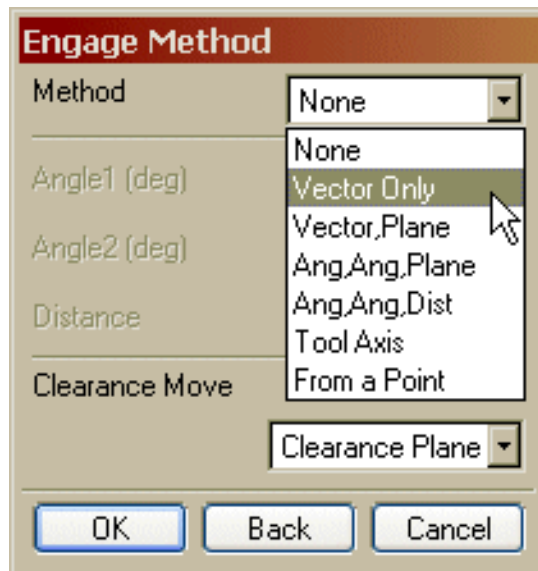 Engage Method
Method
None
None
Vector Only
Vector,Plane
Ang,Ang,Plane
Ang,Ang,Dist
Tool Axis
From a Point
Angle1 (deg)
Angle2 (deg)
Distance
Clearance Move
Clearance Plane
OK
Back
Cancel